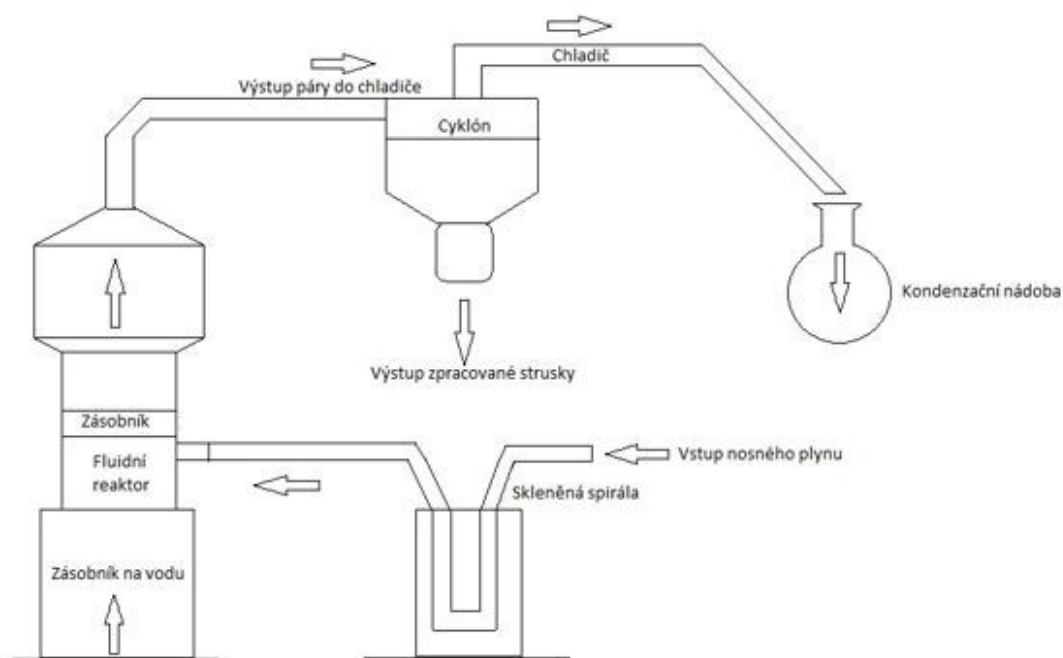 Chladič
Výstup páry do chladiče
Cyklón
Kondenzační nádoba
Výstup zpracované strusky
Zásobník
Fluidní
reaktor
Vstup nosného plynu
Skleněná spirála
Zásobník na vodu